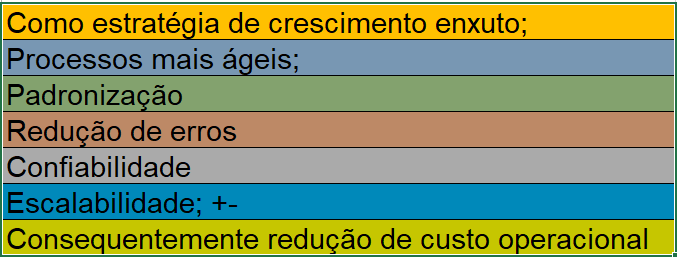 Como estratégia de crescimento enxuto;
Processos mais ágeis;
Padronização
Redução de erros
Confiabilidade
Escalabilidade; +-
Consequentemente redução de custo operacional